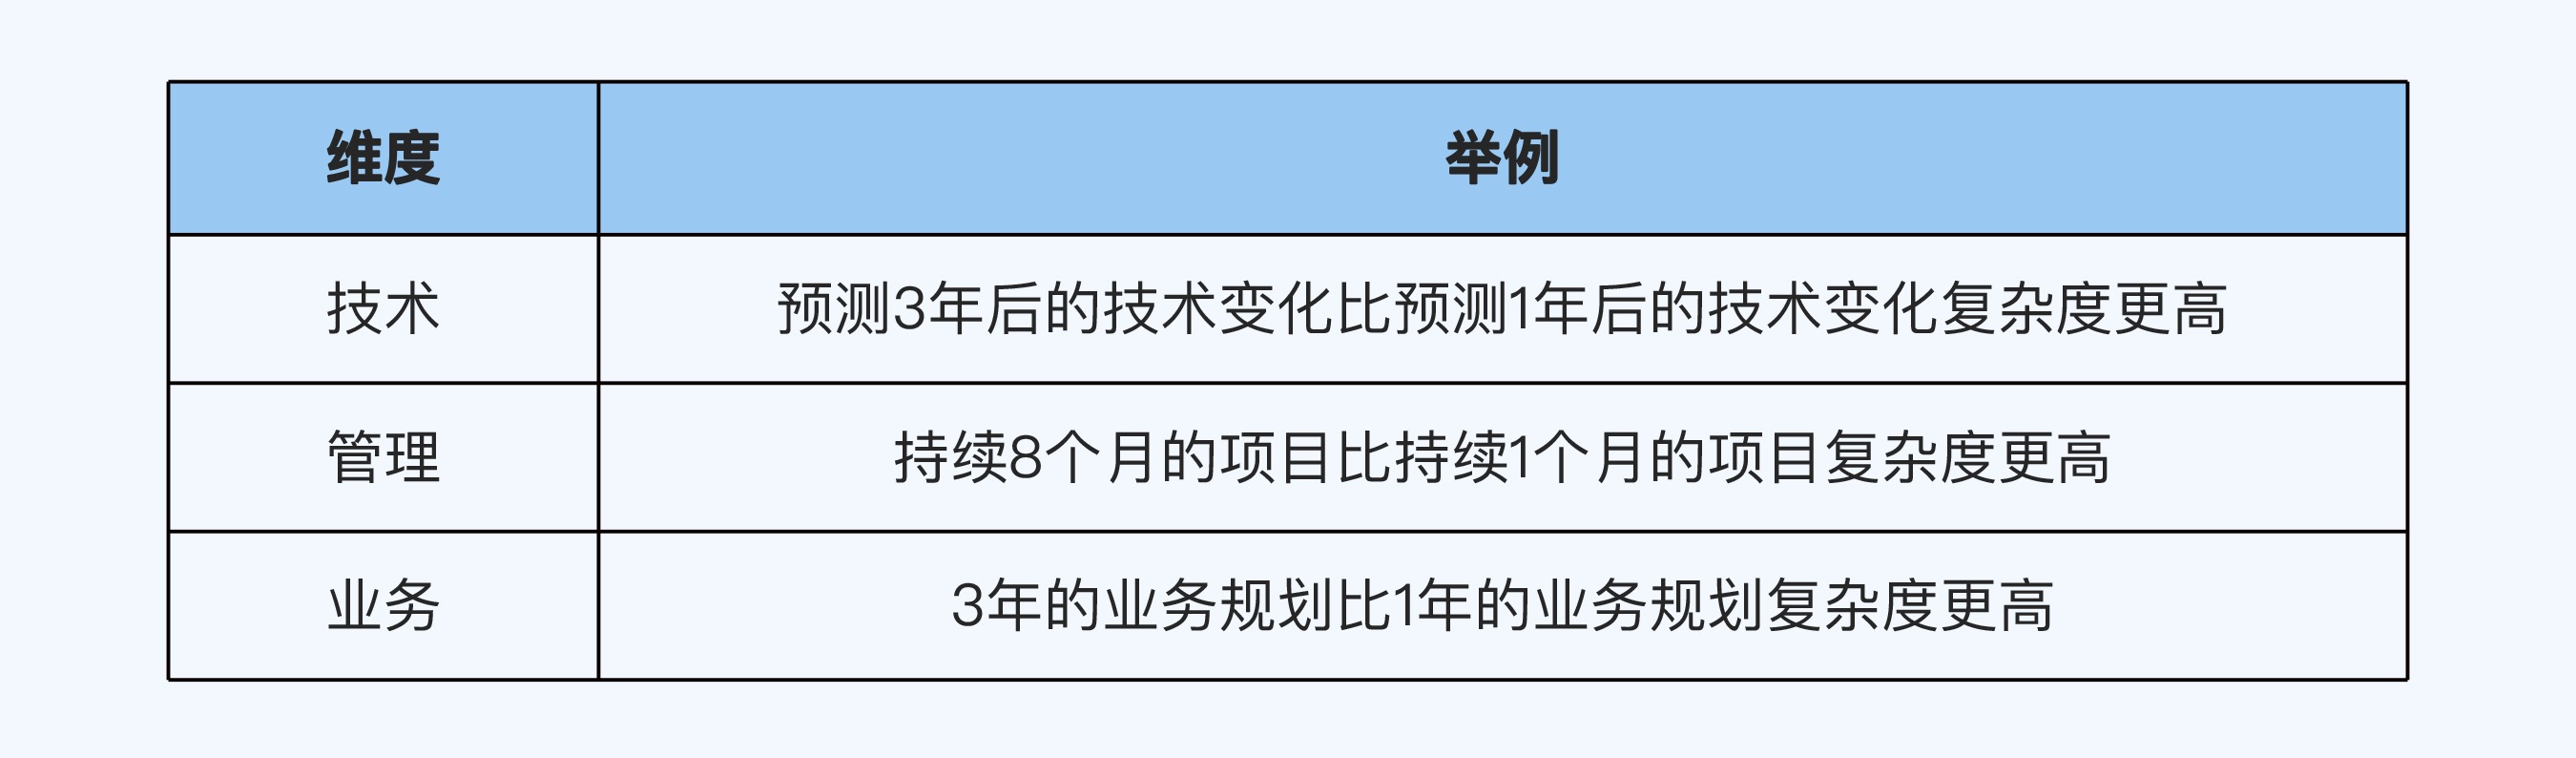 维度 举例
技术 预测3年后的技术变化比预测1年后的技术变化复杂度更高
管理 持续8个月的项目比持续1个月的项目复杂度更高
业务 3年的业务规划比1年的业务规划复杂度更高